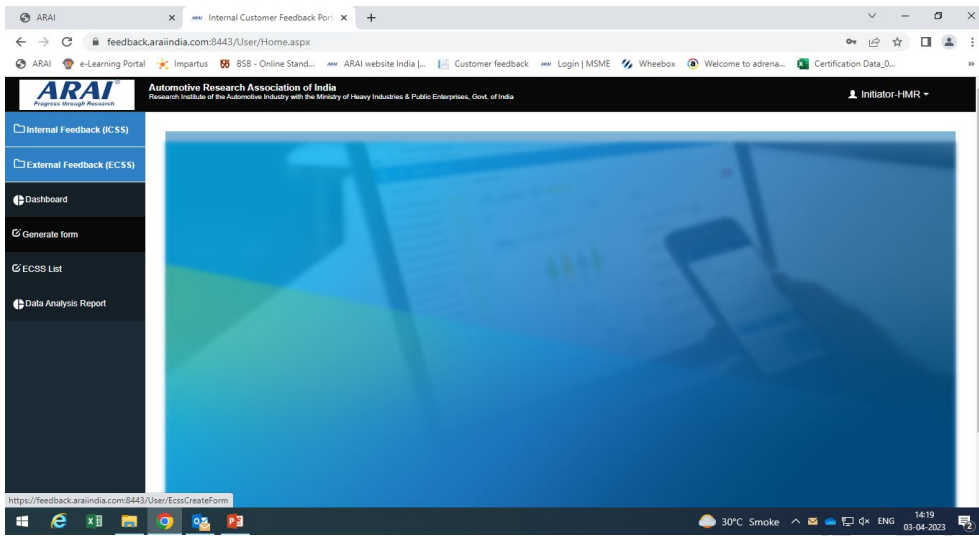 ARAI
Internal Customer Feedback Port
feedback.araiindia.com:8443/User/Home.aspx
ARAI
e-Learning Portal
Impartus
BSB - Online Stand...
ARAI website India |...
Customer feedback
Login | MSME
Wheebox
Welcome to adrena...
Certification Data_0...
»
ARAI®
Progress through Research
Automotive Research Association of India
Research Institute of the Automotive Industry with the Ministry of Heavy Industries & Public Enterprises, Govt. of India
Initiator-HMR
Internal Feedback (ICSS)
External Feedback (ECSS)
Dashboard
Generate form
ECSS List
Data Analysis Report
https://feedback.araiindia.com:8443/User/EcssCreateForm
30°C Smoke
ENG
14:19
03-04-2023
2